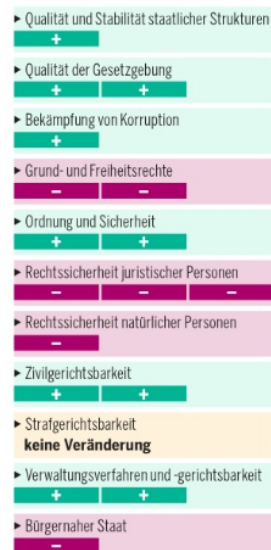 ► Qualität und Stabilität staatlicher Strukturen
+
► Qualität der Gesetzgebung
+ +
► Bekämpfung von Korruption
+
► Grund- und Freiheitsrechte
– –
► Ordnung und Sicherheit
+ +
► Rechtssicherheit juristischer Personen
– – –
► Rechtssicherheit natürlicher Personen
–
► Zivilgerichtsbarkeit
+ +
► Strafgerichtsbarkeit
keine Veränderung
► Verwaltungsverfahren und -gerichtsbarkeit
+ +
► Bürgernaher Staat
–